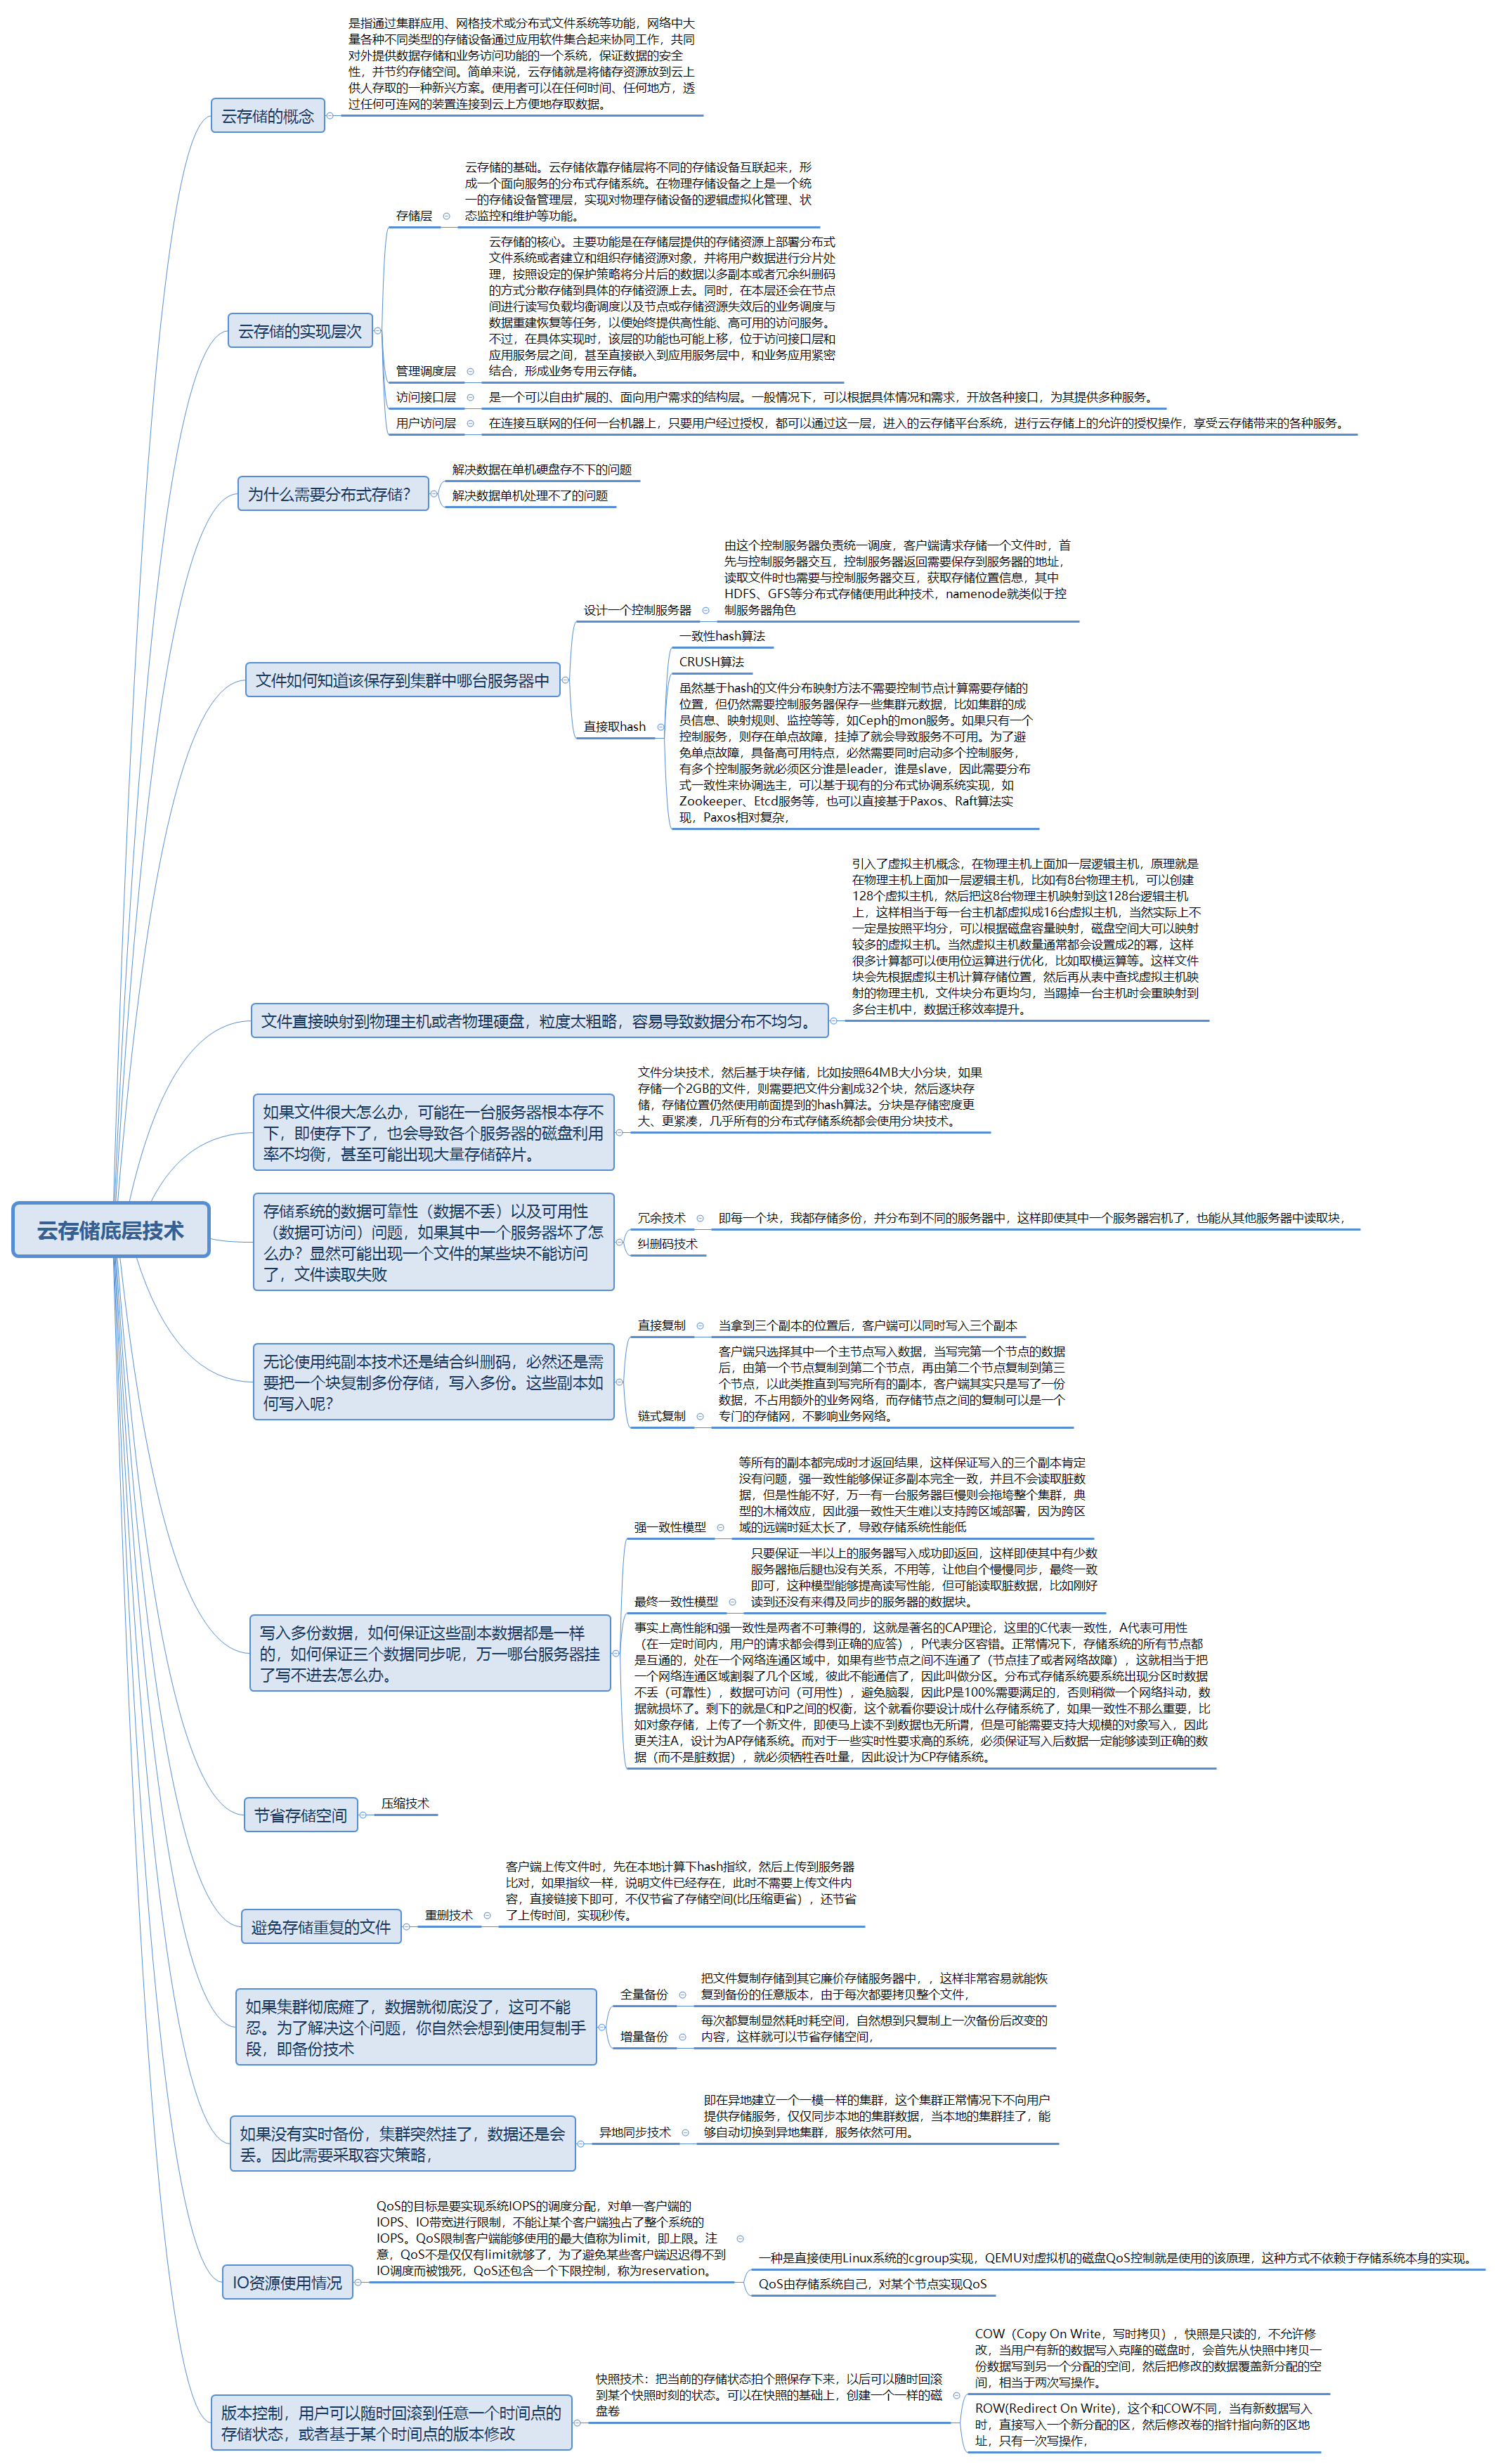 是指通过集群应用、网格技术或分布式文件系统等功能，网络中大
量各种不同类型的存储设备通过应用软件集合起来协同工作，共同
对外提供数据存储和业务访问功能的一个系统，保证数据的安全
性，并节约存储空间。简单来说，云存储就是将储存资源放到云上
供人存取的一种新兴方案。使用者可以在任何时间、任何地方，透
过任何可连网的装置连接到云上方便地存取数据。
云存储的概念
云存储的基础。云存储依靠存储层将不同的存储设备互联起来，形
成一个面向服务的分布式存储系统。在物理存储设备之上是一个统
一的存储设备管理层，实现对物理存储设备的逻辑虚拟化管理、状
态监控和维护等功能。
存储层
云存储的核心。主要功能是在存储层提供的存储资源上部署分布式
文件系统或者建立和组织存储资源对象，并将用户数据进行分片处
理，按照设定的保护策略将分片后的数据以多副本或者冗余纠删码
的方式分散存储到具体的存储资源上去。同时，在本层还会在节点
间进行读写负载均衡调度以及节点或存储资源失效后的业务调度与
数据重建恢复等任务，以便始终提供高性能、高可用的访问服务。
不过，在具体实现时，该层的功能也可能上移，位于访问接口层和
应用服务层之间，甚至直接嵌入到应用服务层中，和业务应用紧密
结合，形成业务专用云存储。
云存储的实现层次
管理调度层
访问接口层
是一个可以自由扩展的、面向用户需求的结构层。一般情况下，可以根据具体情况和需求，开放各种接口，为其提供多种服务。
用户访问层
在连接互联网的任何一台机器上，只要用户经过授权，都可以通过这一层，进入的云存储平台系统，进行云存储上的允许的授权操作，享受云存储带来的各种服务。
为什么需要分布式存储？
解决数据在单机硬盘存不下的问题
解决数据单机处理不了的问题
由这个控制服务器负责统一调度，客户端请求存储一个文件时，首
先与控制服务器交互，控制服务器返回需要保存到服务器的地址，
读取文件时也需要与控制服务器交互，获取存储位置信息，其中
HDFS、GFS等分布式存储使用此种技术，namenode就类似于控
制服务器角色
设计一个控制服务器
文件如何知道该保存到集群中哪台服务器中
一致性hash算法
CRUSH算法
虽然基于hash的文件分布映射方法不需要控制节点计算需要存储的
位置，但仍然需要控制服务器保存一些集群元数据，比如集群的成
员信息、映射规则、监控等等，如Ceph的mon服务。如果只有一个
控制服务，则存在单点故障，挂掉了就会导致服务不可用。为了避
免单点故障，具备高可用特点，必然需要同时启动多个控制服务，
有多个控制服务就必须区分谁是leader，谁是slave，因此需要分布
式一致性来协调选主，可以基于现有的分布式协调系统实现，如
Zookeeper、Etcd服务等，也可以直接基于Paxos、Raft算法实
现，Paxos相对复杂，
直接取hash
引入了虚拟主机概念，在物理主机上面加一层逻辑主机，原理就是
在物理主机上面加一层逻辑主机，比如有8台物理主机，可以创建
128个虚拟主机，然后把这8台物理主机映射到这128台逻辑主机
上，这样相当于每一台主机都虚拟成16台虚拟主机，当然实际上不
一定是按照平均分，可以根据磁盘容量映射，磁盘空间大可以映射
较多的虚拟主机。当然虚拟主机数量通常都会设置成2的幂，这样
很多计算都可以使用位运算进行优化，比如取模运算等。这样文件
块会先根据虚拟主机计算存储位置，然后再从表中查找虚拟主机映
射的物理主机，文件块分布更均匀，当踢掉一台主机时会重映射到
多台主机中，数据迁移效率提升。
文件直接映射到物理主机或者物理硬盘，粒度太粗略，容易导致数据分布不均匀。
文件分块技术，然后基于块存储，比如按照64MB大小分块，如果
存储一个2GB的文件，则需要把文件分割成32个块，然后逐块存
储，存储位置仍然使用前面提到的hash算法。分块是存储密度更
大、更紧凑，几乎所有的分布式存储系统都会使用分块技术。
如果文件很大怎么办，可能在一台服务器根本存不
下，即使存下了，也会导致各个服务器的磁盘利用
率不均衡，甚至可能出现大量存储碎片。
云存储底层技术
存储系统的数据可靠性（数据不丢）以及可用性
（数据可访问）问题，如果其中一个服务器坏了怎
么办？显然可能出现一个文件的某些块不能访问
了，文件读取失败
冗余技术
即每一个块，我都存储多份，并分布到不同的服务器中，这样即使其中一个服务器宕机了，也能从其他服务器中读取块，
纠删码技术
无论使用纯副本技术还是结合纠删码，必然还是需
要把一个块复制多份存储，写入多份。这些副本如
何写入呢？
直接复制
当拿到三个副本的位置后，客户端可以同时写入三个副本
客户端只选择其中一个主节点写入数据，当写完第一个节点的数据
后，由第一个节点复制到第二个节点，再由第二个节点复制到第三
个节点，以此类推直到写完所有的副本，客户端其实只是写了一份
数据，不占用额外的业务网络，而存储节点之间的复制可以是一个
专门的存储网，不影响业务网络。
链式复制
等所有的副本都完成时才返回结果，这样保证写入的三个副本肯定
没有问题，强一致性能够保证多副本完全一致，并且不会读取脏数
据，但是性能不好，万一有一台服务器巨慢则会拖垮整个集群，典
型的木桶效应，因此强一致性天生难以支持跨区域部署，因为跨区
域的远端时延太长了，导致存储系统性能低
强一致性模型
只要保证一半以上的服务器写入成功即返回，这样即使其中有少数
服务器拖后腿也没有关系，不用等，让他自个慢慢同步，最终一致
即可，这种模型能够提高读写性能，但可能读取脏数据，比如刚好
读到还没有来得及同步的服务器的数据块。
最终一致性模型
写入多份数据，如何保证这些副本数据都是一样
的，如何保证三个数据同步呢，万一哪台服务器挂
了写不进去怎么办。
事实上高性能和强一致性是两者不可兼得的，这就是著名的CAP理论，这里的C代表一致性，A代表可用性
（在一定时间内，用户的请求都会得到正确的应答），P代表分区容错。正常情况下，存储系统的所有节点都
是互通的，处在一个网络连通区域中，如果有些节点之间不连通了（节点挂了或者网络故障），这就相当于把
一个网络连通区域割裂了几个区域，彼此不能通信了，因此叫做分区。分布式存储系统要系统出现分区时数据
不丢（可靠性），数据可访问（可用性），避免脑裂，因此P是100%需要满足的，否则稍微一个网络抖动，数
据就损坏了。剩下的就是C和P之间的权衡，这个就看你要设计成什么存储系统了，如果一致性不那么重要，比
如对象存储，上传了一个新文件，即使马上读不到数据也无所谓，但是可能需要支持大规模的对象写入，因此
更关注A，设计为AP存储系统。而对于一些实时性要求高的系统，必须保证写入后数据一定能够读到正确的数
据（而不是脏数据），就必须牺牲吞吐量，因此设计为CP存储系统。
节省存储空间
压缩技术
客户端上传文件时，先在本地计算下hash指纹，然后上传到服务器
比对，如果指纹一样，说明文件已经存在，此时不需要上传文件内
容，直接链接下即可，不仅节省了存储空间(比压缩更省），还节省
了上传时间，实现秒传。
避免存储重复的文件
重删技术
如果集群彻底瘫了，数据就彻底没了，这可不能
忍。为了解决这个问题，你自然会想到使用复制手
段，即备份技术
全量备份
把文件复制存储到其它廉价存储服务器中，，这样非常容易就能恢
复到备份的任意版本，由于每次都要拷贝整个文件，
增量备份
每次都复制显然耗时耗空间，自然想到只复制上一次备份后改变的
内容，这样就可以节省存储空间，
如果没有实时备份，集群突然挂了，数据还是会
丢。因此需要采取容灾策略，
异地同步技术
即在异地建立一个一模一样的集群，这个集群正常情况下不向用户
提供存储服务，仅仅同步本地的集群数据，当本地的集群挂了，能
够自动切换到异地集群，服务依然可用。
IO资源使用情况
QoS的目标是要实现系统IOPS的调度分配，对单一客户端的
IOPS、IO带宽进行限制，不能让某个客户端独占了整个系统的
IOPS。QoS限制客户端能够使用的最大值称为limit，即上限。注
意，QoS不是仅仅有limit就够了，为了避免某些客户端迟迟得不到
IO调度而被饿死，QoS还包含一个下限控制，称为reservation。
一种是直接使用Linux系统的cgroup实现，QEMU对虚拟机的磁盘QoS控制就是使用的该原理，这种方式不依赖于存储系统本身的实现。
QoS由存储系统自己，对某个节点实现QoS
版本控制，用户可以随时回滚到任意一个时间点的
存储状态，或者基于某个时间点的版本修改
快照技术：把当前的存储状态拍个照保存下来，以后可以随时回滚
到某个快照时刻的状态。可以在快照的基础上，创建一个一样的磁
盘卷
COW（Copy On Write，写时拷贝），快照是只读的，不允许修
改，当用户有新的数据写入克隆的磁盘时，会首先从快照中拷贝一
份数据写到另一个分配的空间，然后把修改的数据覆盖新分配的空
间，相当于两次写操作。
ROW(Redirect On Write)，这个和COW不同，当有新数据写入
时，直接写入一个新分配的区，然后修改卷的指针指向新的区地
址，只有一次写操作，